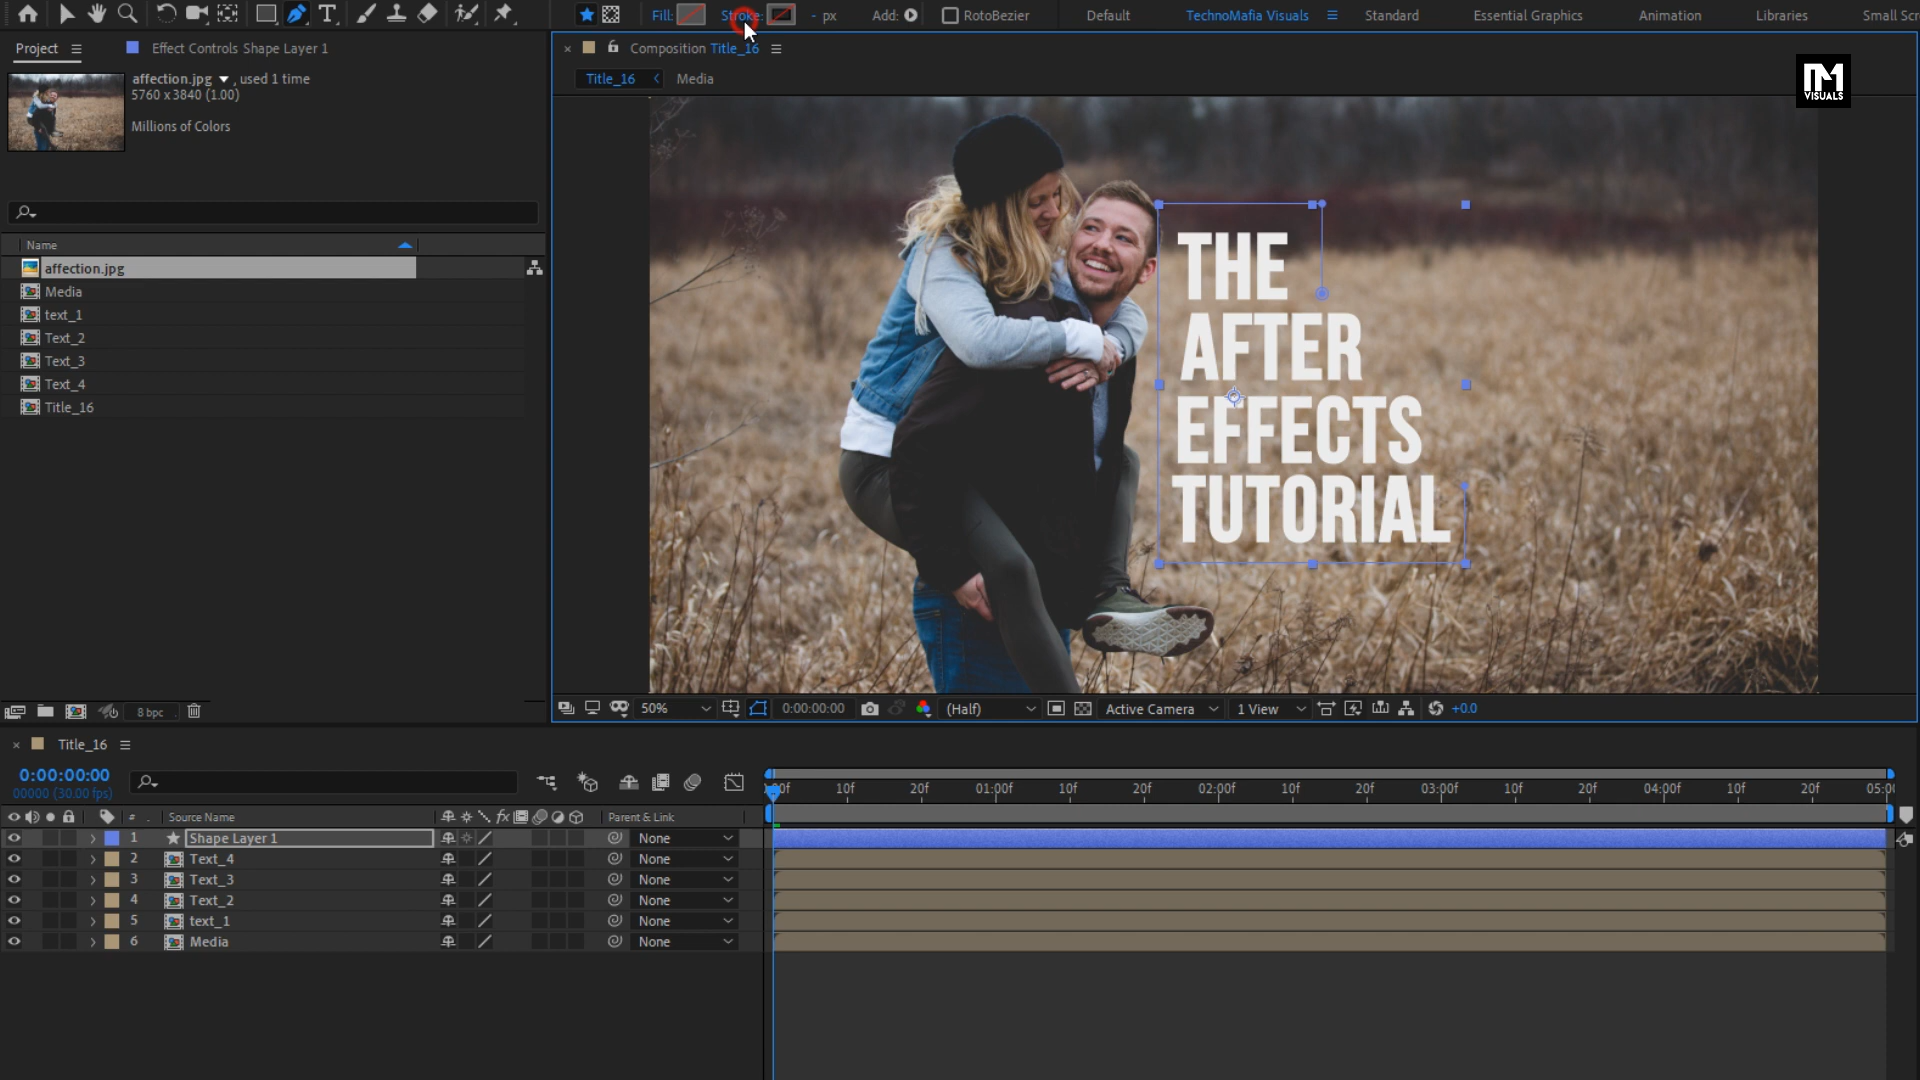 Fill:
Stroke:
- px
Add:
RotoBezier
Default
TechnoMafia Visuals
Standard
Essential Graphics
Animation
Libraries
Small Scr
Project
Effect Controls Shape Layer 1
Composition Title_16
Title_16
Media
VISUALS
affection.jpg , used 1 time
5760 x 3840 (1.00)
Millions of Colors
Name
affection.jpg
Media
text_1
Text_2
Text_3
Text_4
Title_16
THE
AFTER
EFFECTS
TUTORIAL
8 bpc
50%
0:00:00:00
(Half)
Active Camera
1 View
+0.0
Title_16
0:00:00:00
00000 (30.00 fps)
00f 10f 20f 01:00f 10f 20f 02:00f 10f 20f 03:00f 10f 20f 04:00f 10f 20f 05:00
# Source Name fx Parent & Link
1 Shape Layer 1 None
2 Text_4 None
3 Text_3 None
4 Text_2 None
5 text_1 None
6 Media None